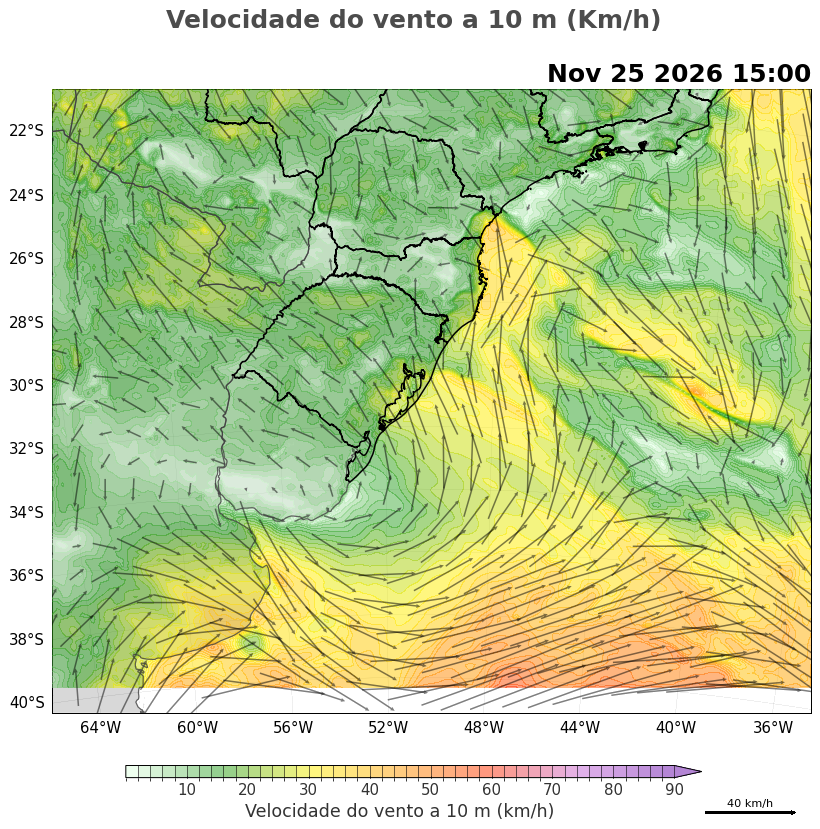 Velocidade do vento a 10 m (Km/h)
Nov 25 2026 15:00
22°S
24°S
26°S
28°S
30°S
32°S
34°S
36°S
38°S
40°S
64°W 60°W 56°W 52°W 48°W 44°W 40°W 36°W
10 20 30 40 50 60 70 80 90
Velocidade do vento a 10 m (km/h)
40 km/h